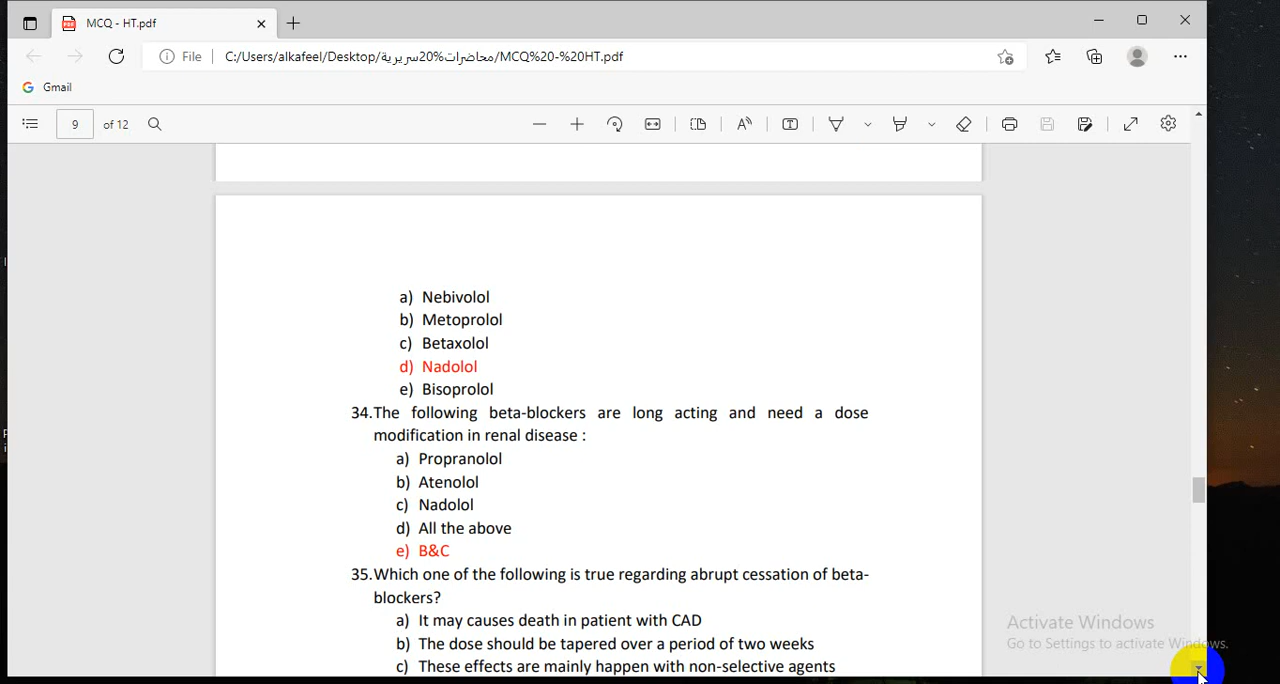 MCQ - HT.pdf
File
C:/Users/alkafeel/Desktop/محاضرات%20سريرية/MCQ%20-%20HT.pdf
Gmail
9 of 12
a) Nebivolol
b) Metoprolol
c) Betaxolol
d) Nadolol
e) Bisoprolol
34.The following beta-blockers are long acting and need a dose
modification in renal disease :
a) Propranolol
b) Atenolol
c) Nadolol
d) All the above
e) B&C
35.Which one of the following is true regarding abrupt cessation of beta-
blockers?
a) It may causes death in patient with CAD
b) The dose should be tapered over a period of two weeks
c) These effects are mainly happen with non-selective agents
Activate Windows
Go to Settings to activate Windows.